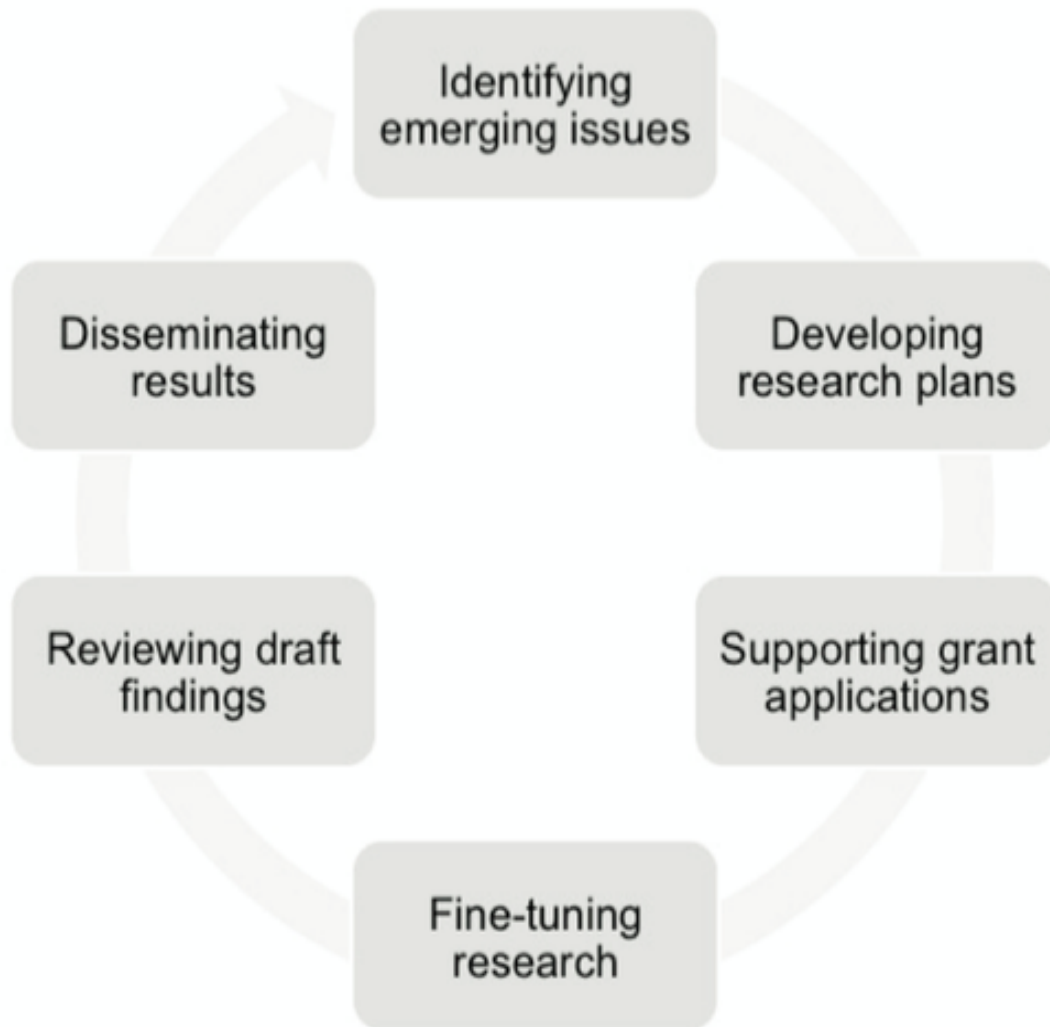 Identifying
emerging issues
Developing
research plans
Supporting grant
applications
Fine-tuning
research
Reviewing draft
findings
Disseminating
results